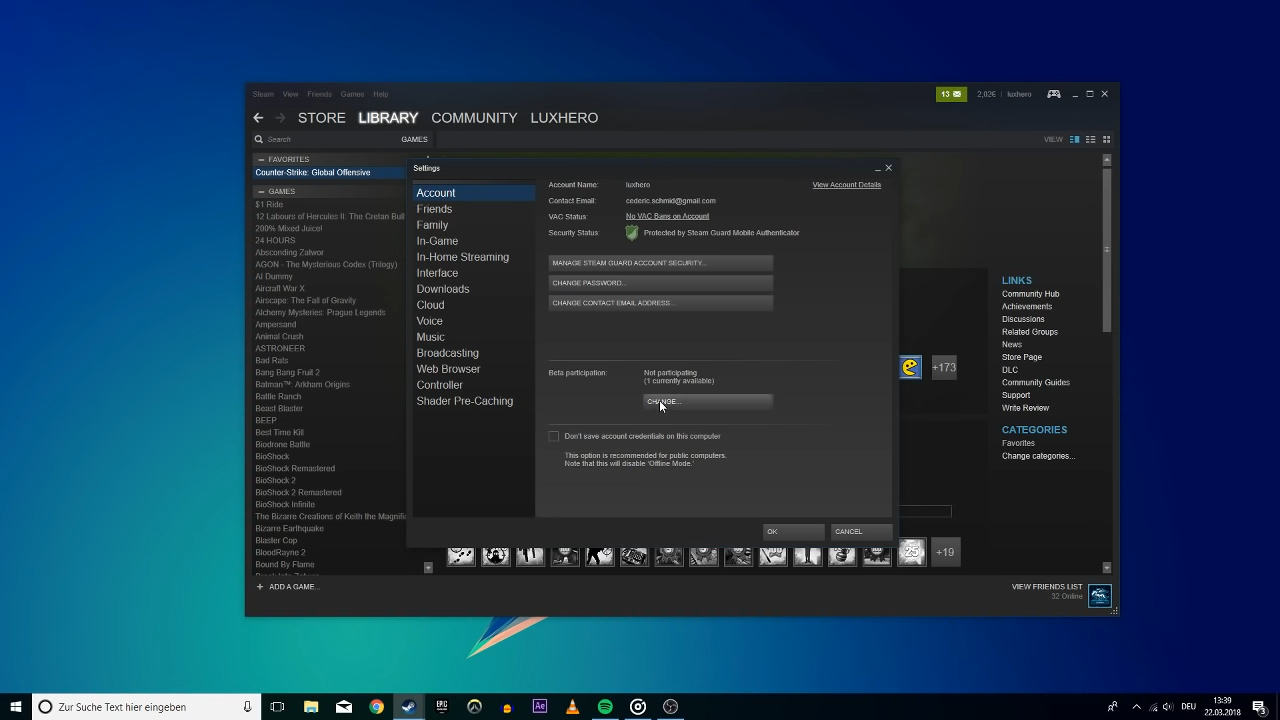 Steam View Friends Games Help
13 2,02€ luxhero
STORE LIBRARY COMMUNITY LUXHERO
Search GAMES VIEW
FAVORITES
Counter-Strike: Global Offensive
GAMES
$1 Ride
12 Labours of Hercules II: The Cretan Bull
200% Mixed Juice!
24 HOURS
Absconding Zatwor
AGON - The Mysterious Codex (Trilogy)
AI Dummy
Aircraft War X
Airscape: The Fall of Gravity
Alchemy Mysteries: Prague Legends
Ampersand
Animal Crush
ASTRONEER
Bad Rats
Bang Bang Fruit 2
Batman™: Arkham Origins
Battle Ranch
Beast Blaster
BEEP
Best Time Kill
Biodrone Battle
BioShock
BioShock Remastered
BioShock 2
BioShock 2 Remastered
BioShock Infinite
The Bizarre Creations of Keith the Magnifi
Bizarre Earthquake
Blaster Cop
BloodRayne 2
Bound By Flame
ADD A GAME...
Settings
Account
Friends
Family
In-Game
In-Home Streaming
Interface
Downloads
Cloud
Voice
Music
Broadcasting
Web Browser
Controller
Shader Pre-Caching
Account Name: luxhero View Account Details
Contact Email: cederic.schmid@gmail.com
VAC Status: No VAC Bans on Account
Security Status: Protected by Steam Guard Mobile Authenticator
MANAGE STEAM GUARD ACCOUNT SECURITY...
CHANGE PASSWORD...
CHANGE CONTACT EMAIL ADDRESS...
Beta participation: Not participating
(1 currently available)
CHANGE...
Don't save account credentials on this computer
This option is recommended for public computers.
Note that this will disable 'Offline Mode.'
OK CANCEL
+173
25 +19
LINKS
Community Hub
Achievements
Discussions
Related Groups
News
Store Page
DLC
Community Guides
Support
Write Review
CATEGORIES
Favorites
Change categories...
VIEW FRIENDS LIST
32 Online
Zur Suche Text hier eingeben
EPIC
Ae
DEU
13:39
22.03.2018